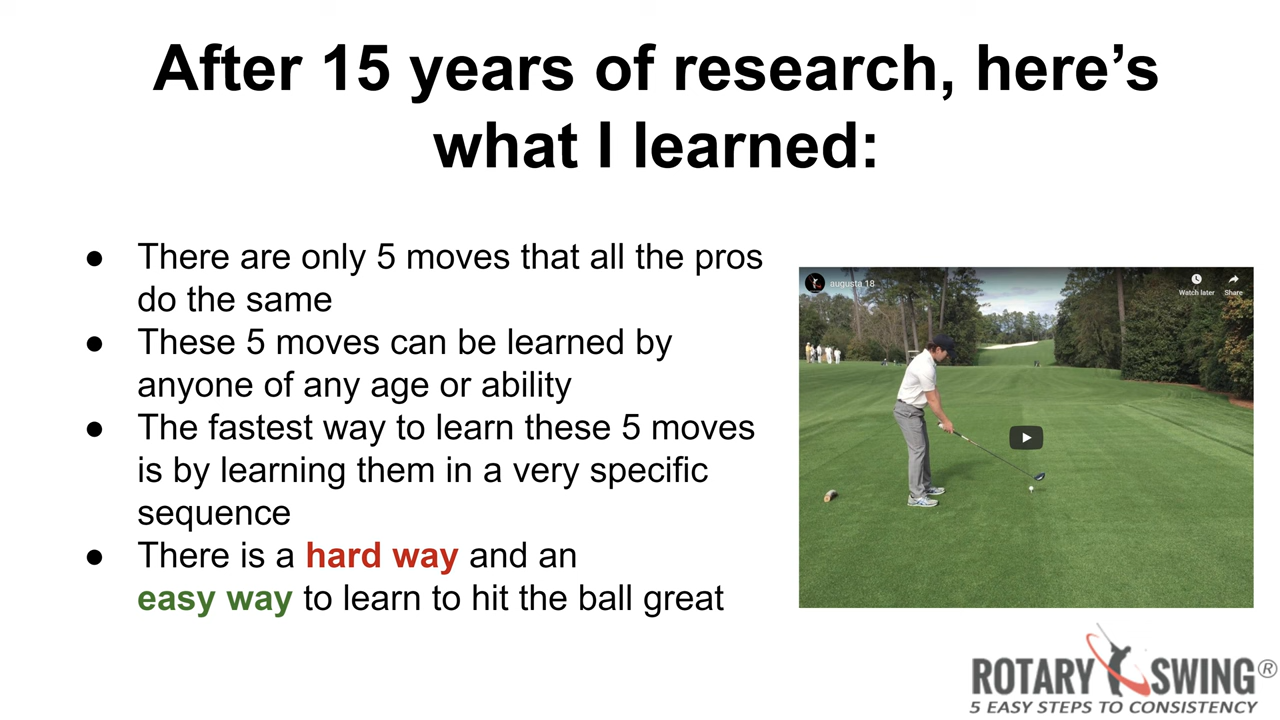 After 15 years of research, here’s
what I learned:
● There are only 5 moves that all the pros
do the same
● These 5 moves can be learned by
anyone of any age or ability
● The fastest way to learn these 5 moves
is by learning them in a very specific
sequence
● There is a hard way and an
easy way to learn to hit the ball great
augusta 18
Watch later
Share
ROTARY SWING®
5 EASY STEPS TO CONSISTENCY